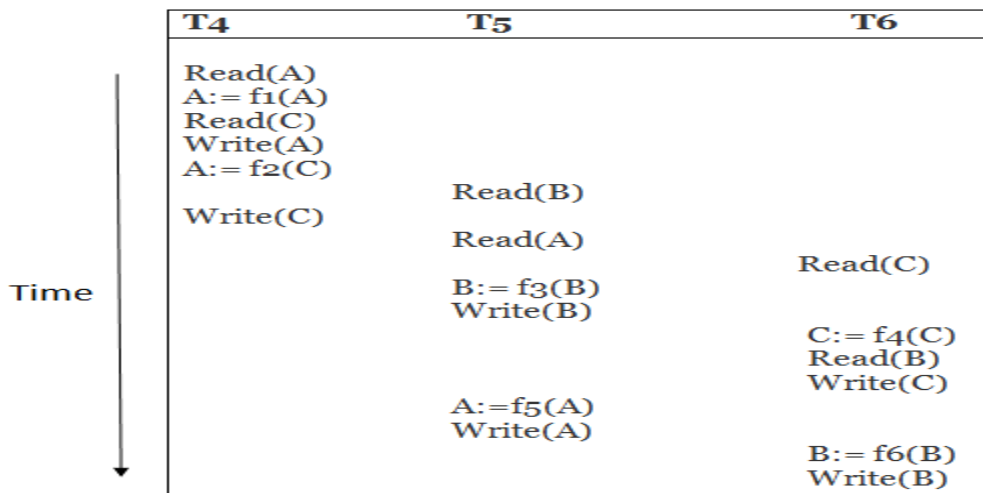 T4 T5 T6
Read(A)
A:= f1(A)
Read(C)
Write(A)
A:= f2(C)
Read(B)
Write(C)
Read(A)
Read(C)
Time
B:= f3(B)
Write(B)
C:= f4(C)
Read(B)
Write(C)
A:=f5(A)
Write(A)
B:= f6(B)
Write(B)